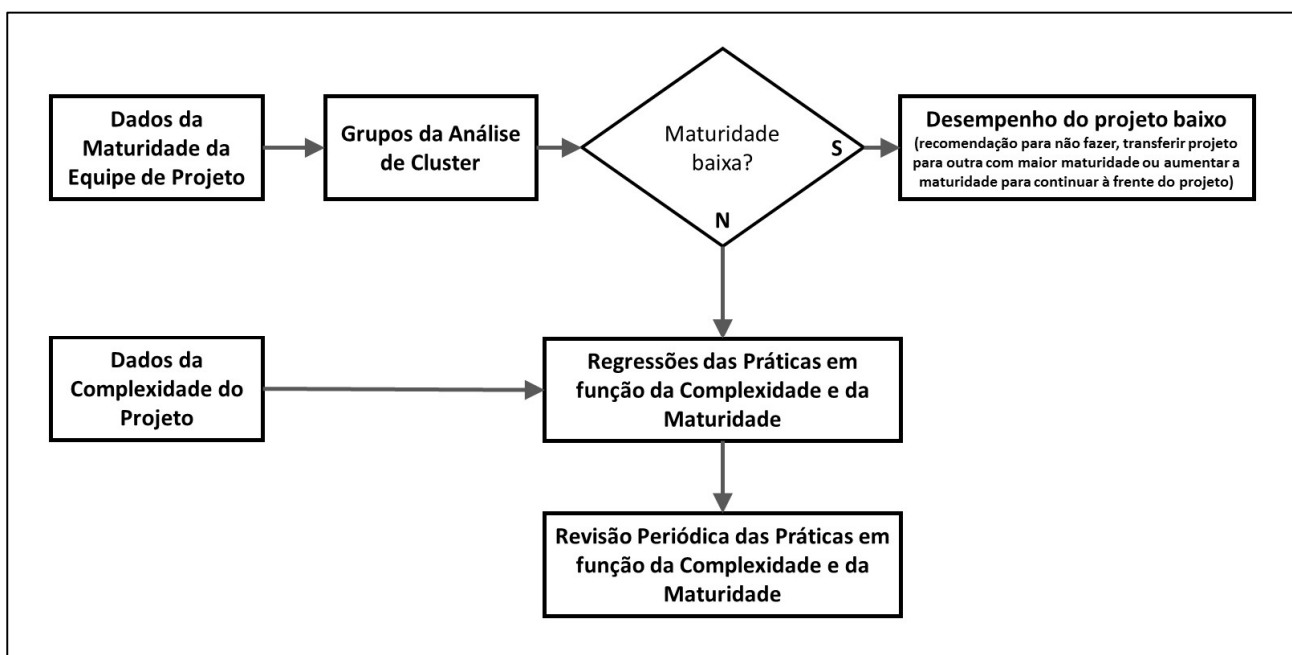 Dados da
Maturidade da
Equipe de Projeto
Grupos da Análise
de Cluster
Maturidade
baixa?
S
N
Desempenho do projeto baixo
(recomendação para não fazer, transferir projeto
para outra com maior maturidade ou aumentar a
maturidade para continuar à frente do projeto)
Dados da
Complexidade do
Projeto
Regressões das Práticas em
função da Complexidade e da
Maturidade
Revisão Periódica das Práticas em
função da Complexidade e da
Maturidade